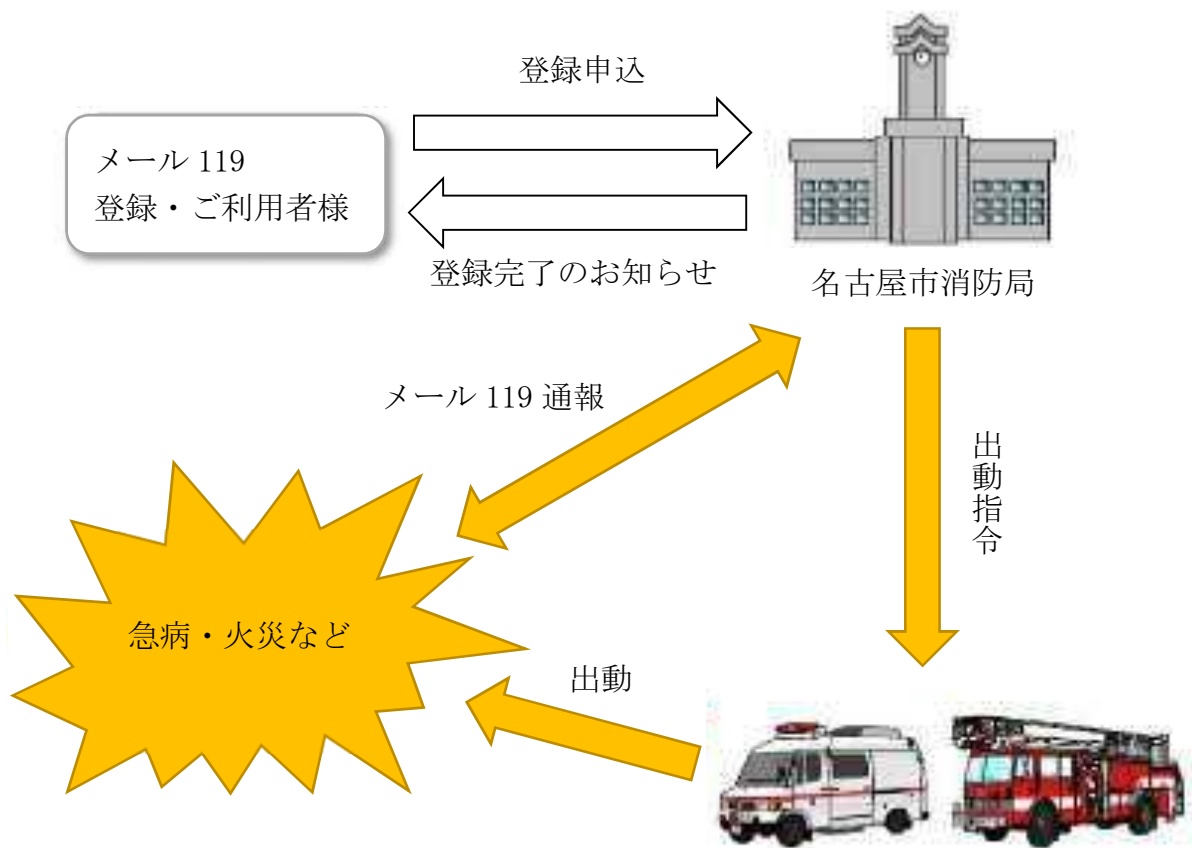 登録申込
メール 119
登録・ご利用者様
登録完了のお知らせ
名古屋市消防局
メール 119 通報
出動指令
急病・火災など
出動